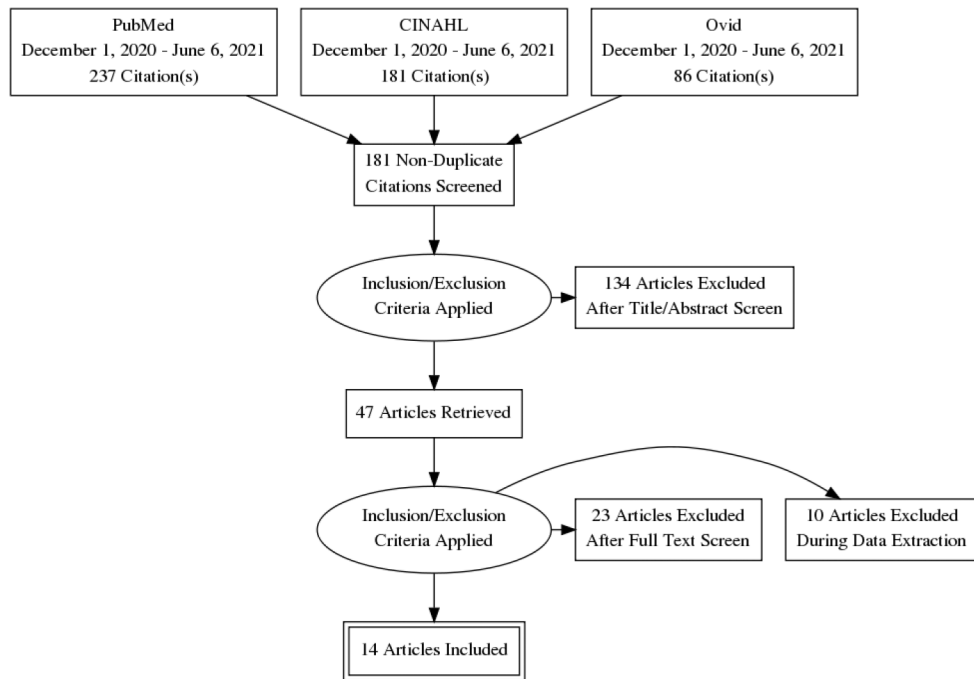 PubMed
December 1, 2020 - June 6, 2021
237 Citation(s)
CINAHL
December 1, 2020 - June 6, 2021
181 Citation(s)
Ovid
December 1, 2020 - June 6, 2021
86 Citation(s)
181 Non-Duplicate
Citations Screened
Inclusion/Exclusion
Criteria Applied
134 Articles Excluded
After Title/Abstract Screen
47 Articles Retrieved
Inclusion/Exclusion
Criteria Applied
23 Articles Excluded
After Full Text Screen
10 Articles Excluded
During Data Extraction
14 Articles Included